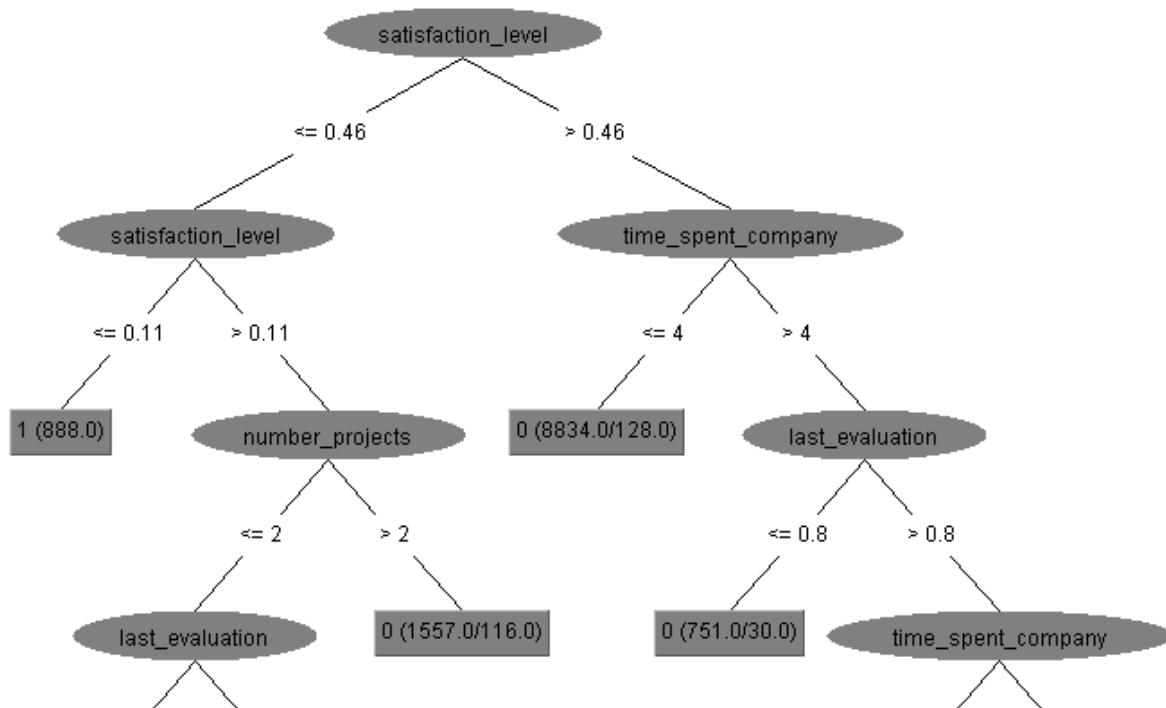 satisfaction_level
<= 0.46
> 0.46
satisfaction_level
time_spent_company
<= 0.11
> 0.11
<= 4
> 4
1 (888.0)
number_projects
0 (8834.0/128.0)
last_evaluation
<= 2
> 2
<= 0.8
> 0.8
last_evaluation
0 (1557.0/116.0)
0 (751.0/30.0)
time_spent_company